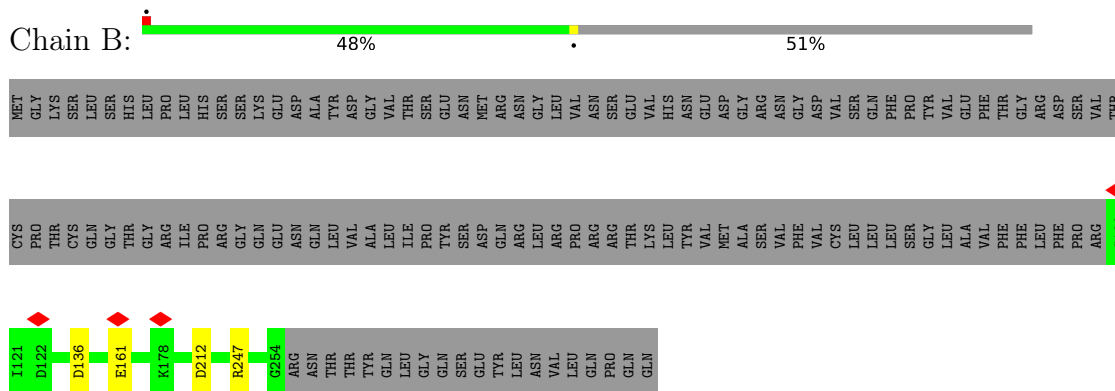 •
Chain B:
48% • 51%
MET GLY LYS SER LEU SER HIS LEU PRO LEU HIS SER SER LYS GLU ASP ALA TYR ASP GLY VAL THR SER GLU ASN MET ARG ASN GLY LEU VAL ASN SER GLU VAL HIS ASN GLU ASP GLY ARG ASN GLY ASP VAL SER GLN PHE PRO TYR VAL GLU PHE THR GLY ARG ASP SER VAL THR
CYS PRO THR CYS GLN GLY THR GLY ARG ILE PRO ARG GLY GLN GLU ASN GLN LEU VAL ALA LEU ILE PRO TYR SER ASP GLN ARG LEU ARG PRO ARG ARG THR LYS LEU TYR VAL MET ALA SER VAL PHE VAL CYS LEU LEU LEU SER GLY LEU ALA VAL PHE PHE LEU PHE PRO ARG
I121 D122 D136 E161 K178 D212 R247 G254 ARG ASN THR THR TYR GLN LEU GLY GLN SER GLU TYR LEU ASN VAL LEU GLN PRO GLN GLN